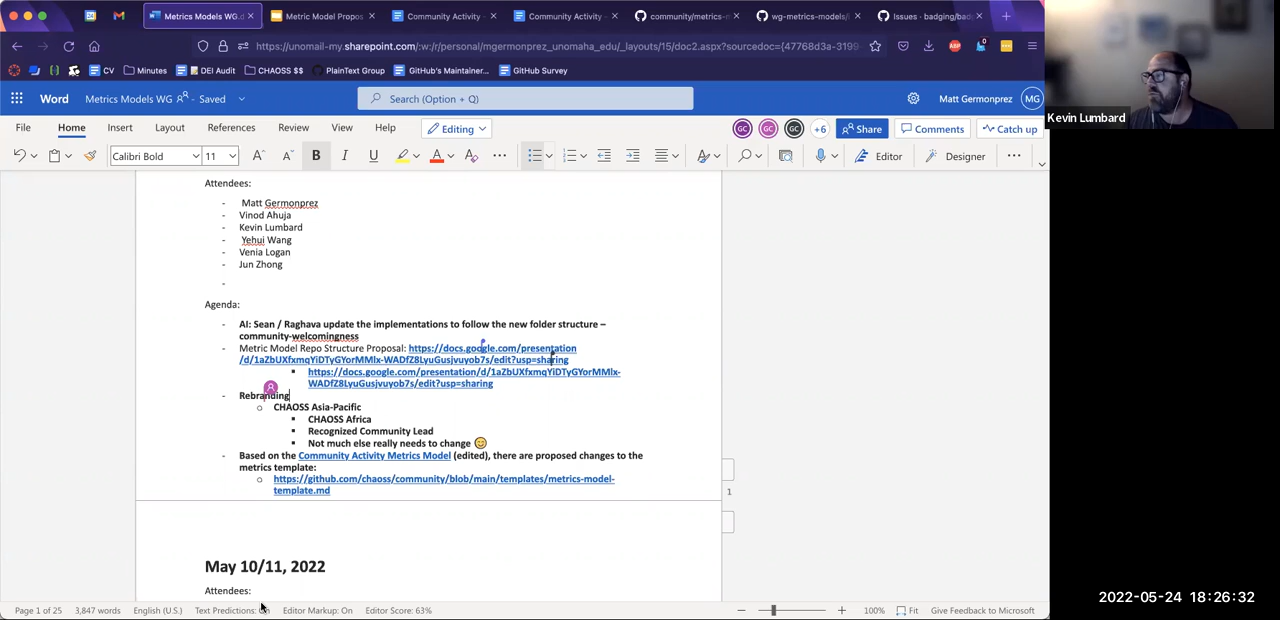 Metrics Models WG.d
Metric Model Propos
Community Activity -
Community Activity -
community/metrics-m
wg-metrics-models/
Issues · badging/bad
https://unomail-my.sharepoint.com/:w:/r/personal/mgermonprez_unomaha_edu/_layouts/15/doc2.aspx?sourcedoc={47768d3a-3199
CV
Minutes
DEI Audit
CHAOSS $$
PlainText Group
GitHub's Maintainer...
GitHub Survey
Kevin Lumbard
Word
Metrics Models WG - Saved
Search (Option + Q)
Matt Germonprez
MG
File
Home
Insert
Layout
References
Review
View
Help
Editing
GC
GC
GC
+6
Share
Comments
Catch up
Calibri Bold
11
B
I
U
A
Editor
Designer
Attendees:
- Matt Germonprez
- Vinod Ahuja
- Kevin Lumbard
- Yehui Wang
- Venia Logan
- Jun Zhong
-
Agenda:
- AI: Sean / Raghava update the implementations to follow the new folder structure –
community-welcomingness
- Metric Model Repo Structure Proposal: https://docs.google.com/presentation
/d/1aZbUXfxmqYiDTyGYorMMlx-WADfZ8LyuGusjvuyob7s/edit?usp=sharing
▪ https://docs.google.com/presentation/d/1aZbUXfxmqYiDTyGYorMMlx-
WADfZ8LyuGusjvuyob7s/edit?usp=sharing
- Rebranding
o CHAOSS Asia-Pacific
▪ CHAOSS Africa
▪ Recognized Community Lead
▪ Not much else really needs to change 😊
- Based on the Community Activity Metrics Model (edited), there are proposed changes to the
metrics template:
o https://github.com/chaoss/community/blob/main/templates/metrics-model-
template.md
1
May 10/11, 2022
Attendees:
Page 1 of 25
3,847 words
English (U.S.)
Text Predictions:
Editor Markup: On
Editor Score: 63%
100%
Fit
Give Feedback to Microsoft
2022-05-24 18:26:32